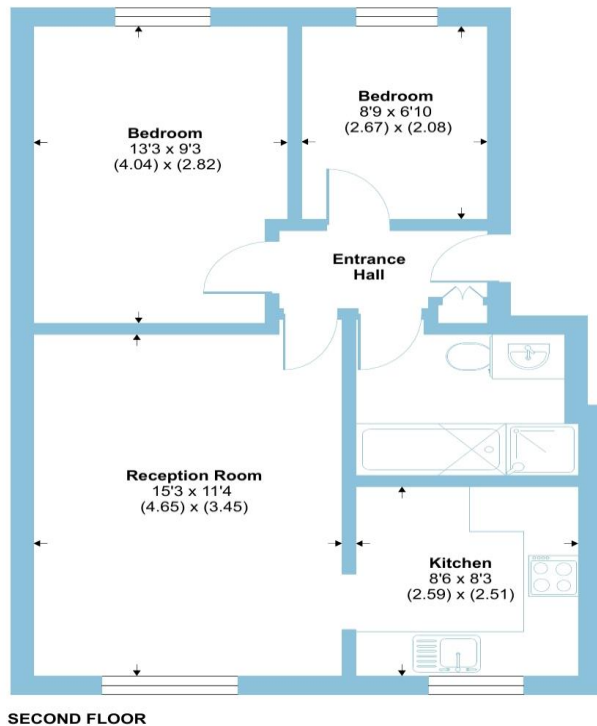 Bedroom
13'3 x 9'3
(4.04) x (2.82)
Bedroom
8'9 x 6'10
(2.67) x (2.08)
Entrance
Hall
Reception Room
15'3 x 11'4
(4.65) x (3.45)
Kitchen
8'6 x 8'3
(2.59) x (2.51)
SECOND FLOOR